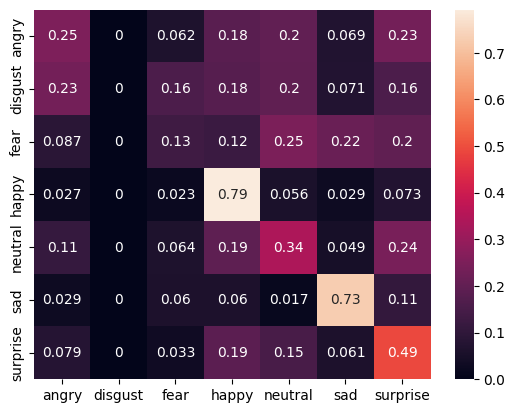 angry 0.25 0 0.062 0.18 0.2 0.069 0.23
disgust 0.23 0 0.16 0.18 0.2 0.071 0.16
fear 0.087 0 0.13 0.12 0.25 0.22 0.2
happy 0.027 0 0.023 0.79 0.056 0.029 0.073
neutral 0.11 0 0.064 0.19 0.34 0.049 0.24
sad 0.029 0 0.06 0.06 0.017 0.73 0.11
surprise 0.079 0 0.033 0.19 0.15 0.061 0.49
angry disgust fear happy neutral sad surprise
0.7
0.6
0.5
0.4
0.3
0.2
0.1
0.0